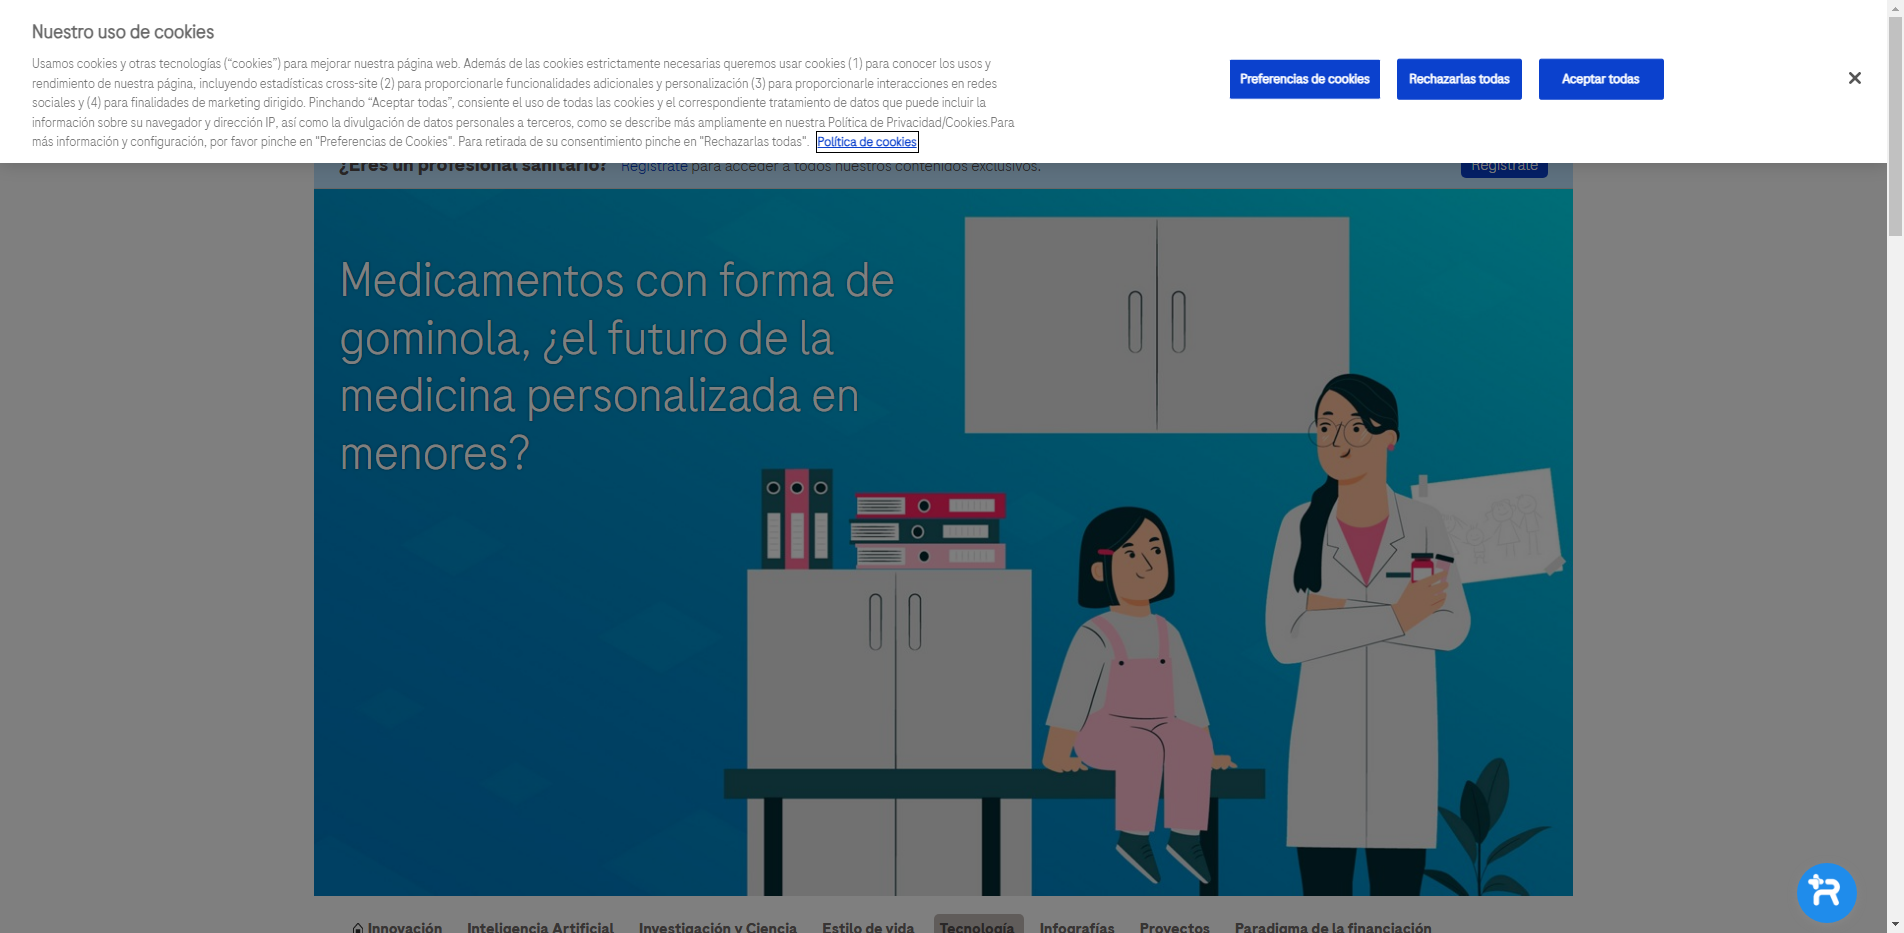 Nuestro uso de cookies
Usamos cookies y otras tecnologías (“cookies”) para mejorar nuestra página web. Además de las cookies estrictamente necesarias queremos usar cookies (1) para conocer los usos y
rendimiento de nuestra página, incluyendo estadísticas cross-site (2) para proporcionarle funcionalidades adicionales y personalización (3) para proporcionarle interacciones en redes
sociales y (4) para finalidades de marketing dirigido. Pinchando “Aceptar todas”, consiente el uso de todas las cookies y el correspondiente tratamiento de datos que puede incluir la
información sobre su navegador y dirección IP, así como la divulgación de datos personales a terceros, como se describe más ampliamente en nuestra Política de Privacidad/Cookies.Para
más información y configuración, por favor pinche en "Preferencias de Cookies". Para retirada de su consentimiento pinche en "Rechazarlas todas". Política de cookies
Preferencias de cookies
Rechazarlas todas
Aceptar todas
¿Eres un profesional sanitario? Regístrate para acceder a todos nuestros contenidos exclusivos.
Regístrate
Medicamentos con forma de
gominola, ¿el futuro de la
medicina personalizada en
menores?
Innovación Inteligencia Artificial Investigación y Ciencia Estilo de vida Tecnología Infografías Proyectos Paradigma de la financiación